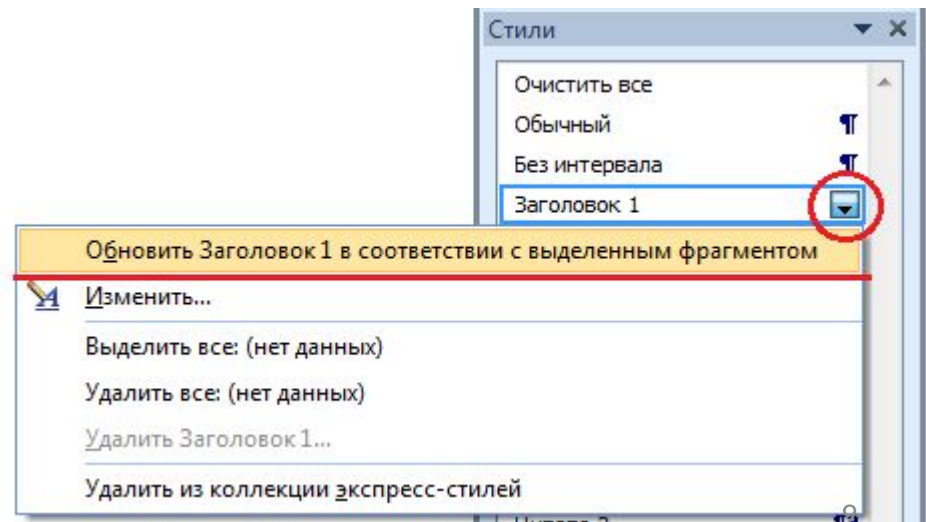 Стили
Очистить все
Обычный ¶
Без интервала ¶
Заголовок 1
Обновить Заголовок 1 в соответствии с выделенным фрагментом
Изменить...
Выделить все: (нет данных)
Удалить все: (нет данных)
Удалить Заголовок 1...
Удалить из коллекции экспресс-стилей